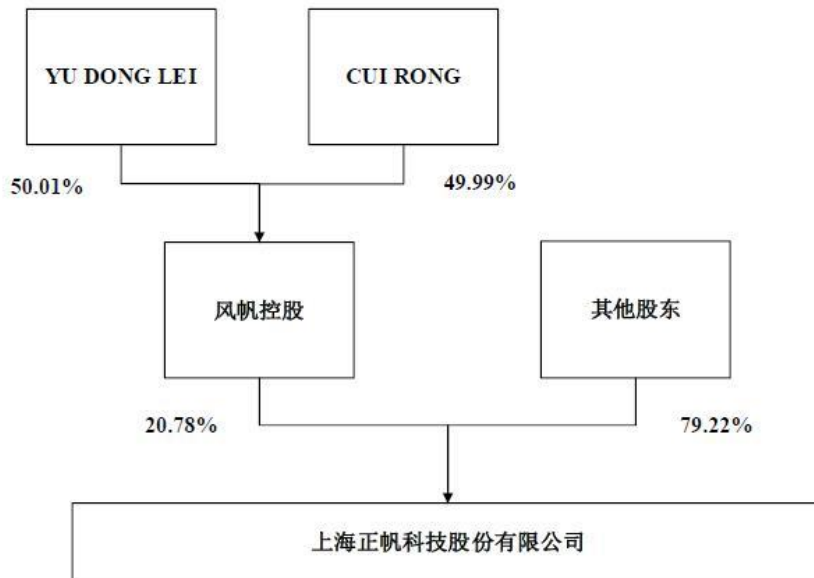 YU DONG LEI
CUI RONG
50.01%
49.99%
风帆控股
其他股东
20.78%
79.22%
上海正帆科技股份有限公司